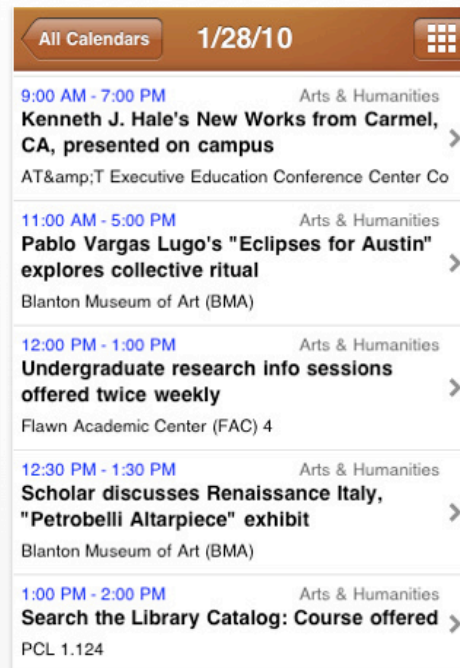 All Calendars 1/28/10
9:00 AM - 7:00 PM Arts & Humanities
Kenneth J. Hale's New Works from Carmel,
CA, presented on campus
AT&amp;T Executive Education Conference Center Co
11:00 AM - 5:00 PM Arts & Humanities
Pablo Vargas Lugo's "Eclipses for Austin"
explores collective ritual
Blanton Museum of Art (BMA)
12:00 PM - 1:00 PM Arts & Humanities
Undergraduate research info sessions
offered twice weekly
Flawn Academic Center (FAC) 4
12:30 PM - 1:30 PM Arts & Humanities
Scholar discusses Renaissance Italy,
"Petrobelli Altarpiece" exhibit
Blanton Museum of Art (BMA)
1:00 PM - 2:00 PM Arts & Humanities
Search the Library Catalog: Course offered
PCL 1.124